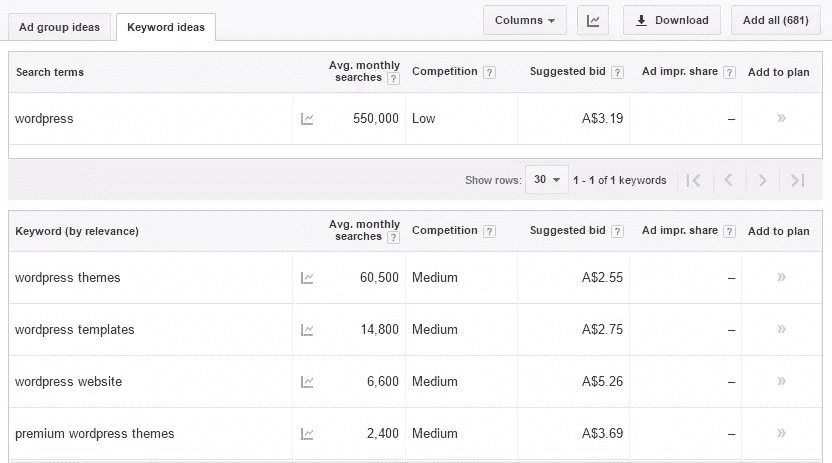 Ad group ideas Keyword ideas Columns Download Add all (681)
Search terms Avg. monthly searches ? Competition ? Suggested bid ? Ad impr. share ? Add to plan
wordpress 550,000 Low A$3.19 – »
Show rows: 30 1 - 1 of 1 keywords
Keyword (by relevance) Avg. monthly searches ? Competition ? Suggested bid ? Ad impr. share ? Add to plan
wordpress themes 60,500 Medium A$2.55 – »
wordpress templates 14,800 Medium A$2.75 – »
wordpress website 6,600 Medium A$5.26 – »
premium wordpress themes 2,400 Medium A$3.69 – »